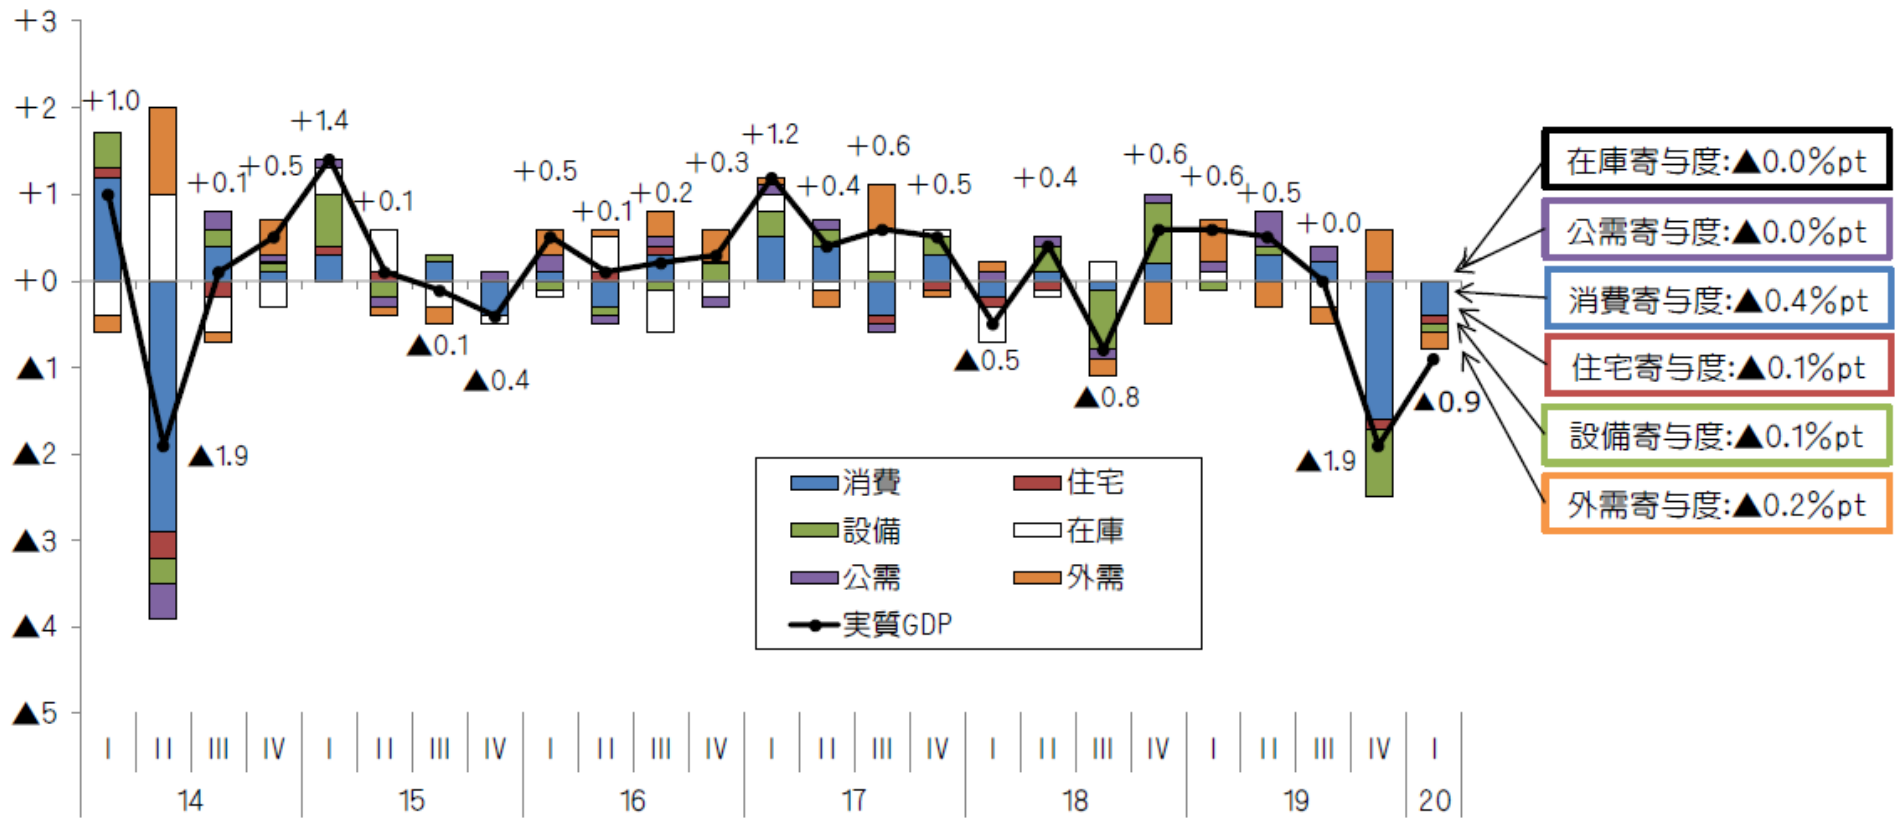 +3
+2
+1
+0
▲1
▲2
▲3
▲4
▲5
+1.0
▲1.9
+0.1
+0.5
+1.4
+0.1
▲0.1
▲0.4
+0.5
+0.1
+0.2
+0.3
+1.2
+0.4
+0.6
+0.5
▲0.5
+0.4
▲0.8
+0.6
+0.6
+0.5
+0.0
▲1.9
▲0.9
在庫寄与度:▲0.0%pt
公需寄与度:▲0.0%pt
消費寄与度:▲0.4%pt
住宅寄与度:▲0.1%pt
設備寄与度:▲0.1%pt
外需寄与度:▲0.2%pt
消費 住宅
設備 在庫
公需 外需
実質GDP
I II III IV I II III IV I II III IV I II III IV I II III IV I II III IV I
14 15 16 17 18 19 20